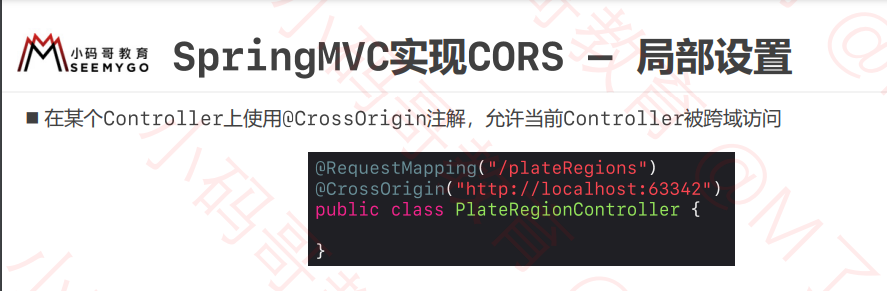 小码哥教育
SEEMYGO
SpringMVC实现CORS – 局部设置
■ 在某个Controller上使用@CrossOrigin注解，允许当前Controller被跨域访问
@RequestMapping("/plateRegions")
@CrossOrigin("http://localhost:63342")
public class PlateRegionController {
}